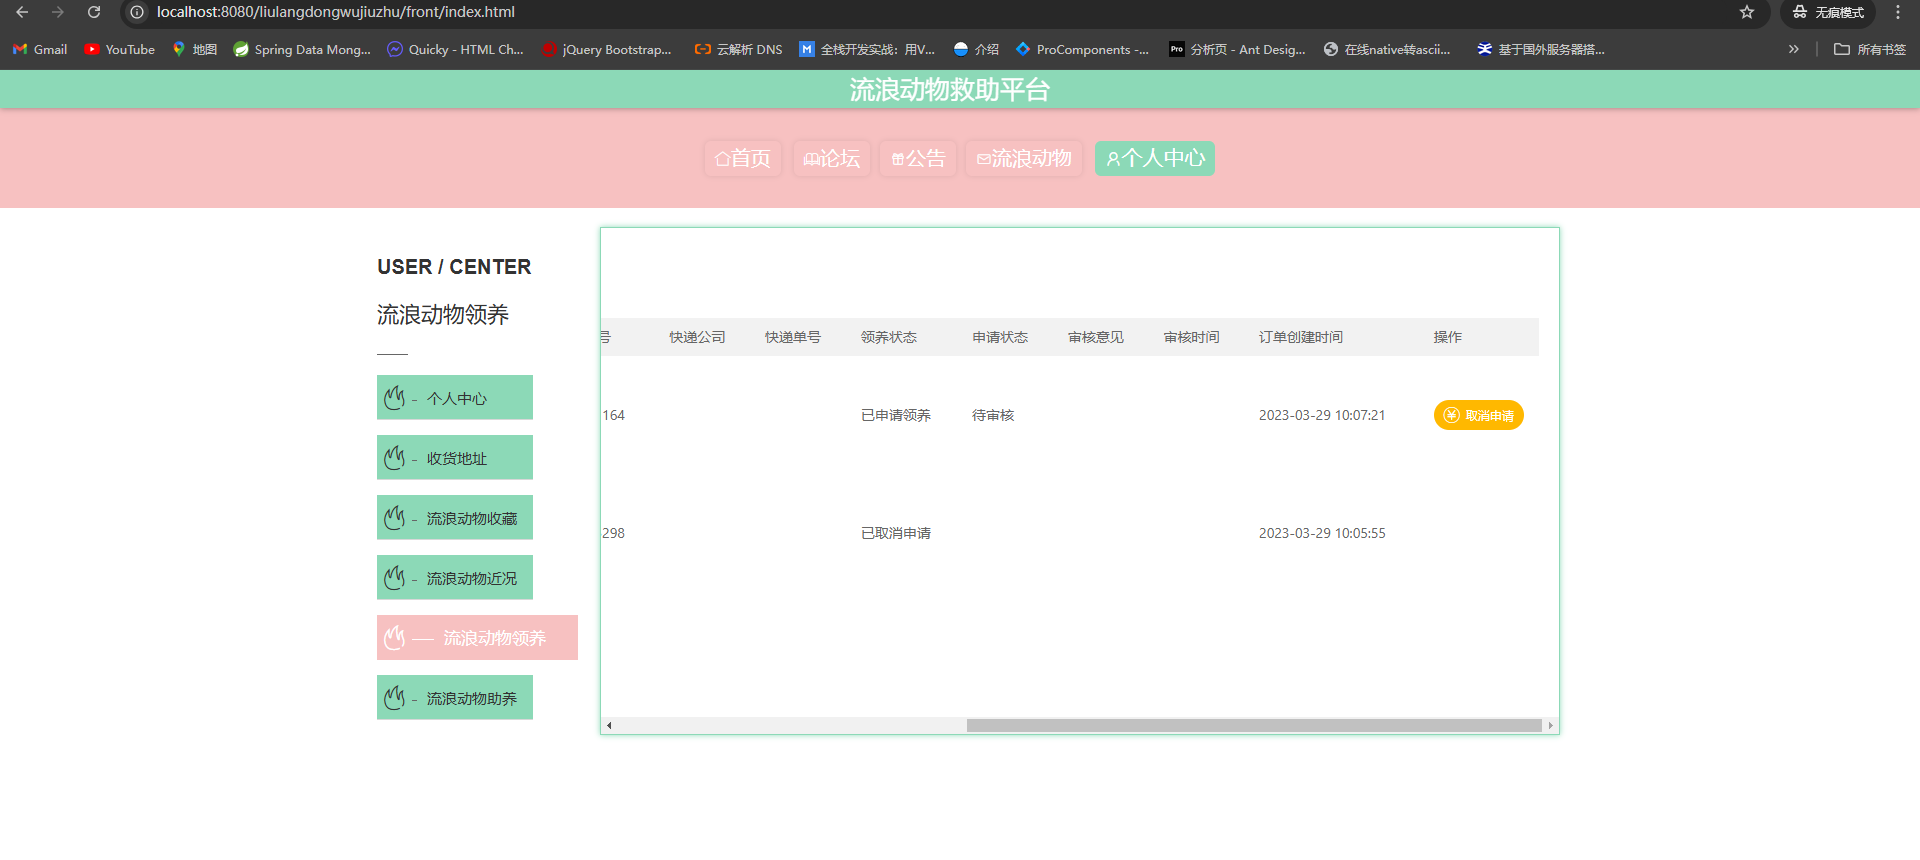 localhost:8080/liulangdongwujiuzhu/front/index.html
无痕模式
Gmail YouTube 地图 Spring Data Mong... Quicky - HTML Ch... jQuery Bootstrap... 云解析 DNS 全栈开发实战：用V... 介绍 ProComponents -... Pro 分析页 - Ant Desig... 在线native转ascii... 基于国外服务器搭... » 所有书签
流浪动物救助平台
首页 论坛 公告 流浪动物 个人中心
USER / CENTER
流浪动物领养
号 快递公司 快递单号 领养状态 申请状态 审核意见 审核时间 订单创建时间 操作
- 个人中心
164 已申请领养 待审核 2023-03-29 10:07:21 取消申请
- 收货地址
- 流浪动物收藏
298 已取消申请 2023-03-29 10:05:55
- 流浪动物近况
流浪动物领养
- 流浪动物助养